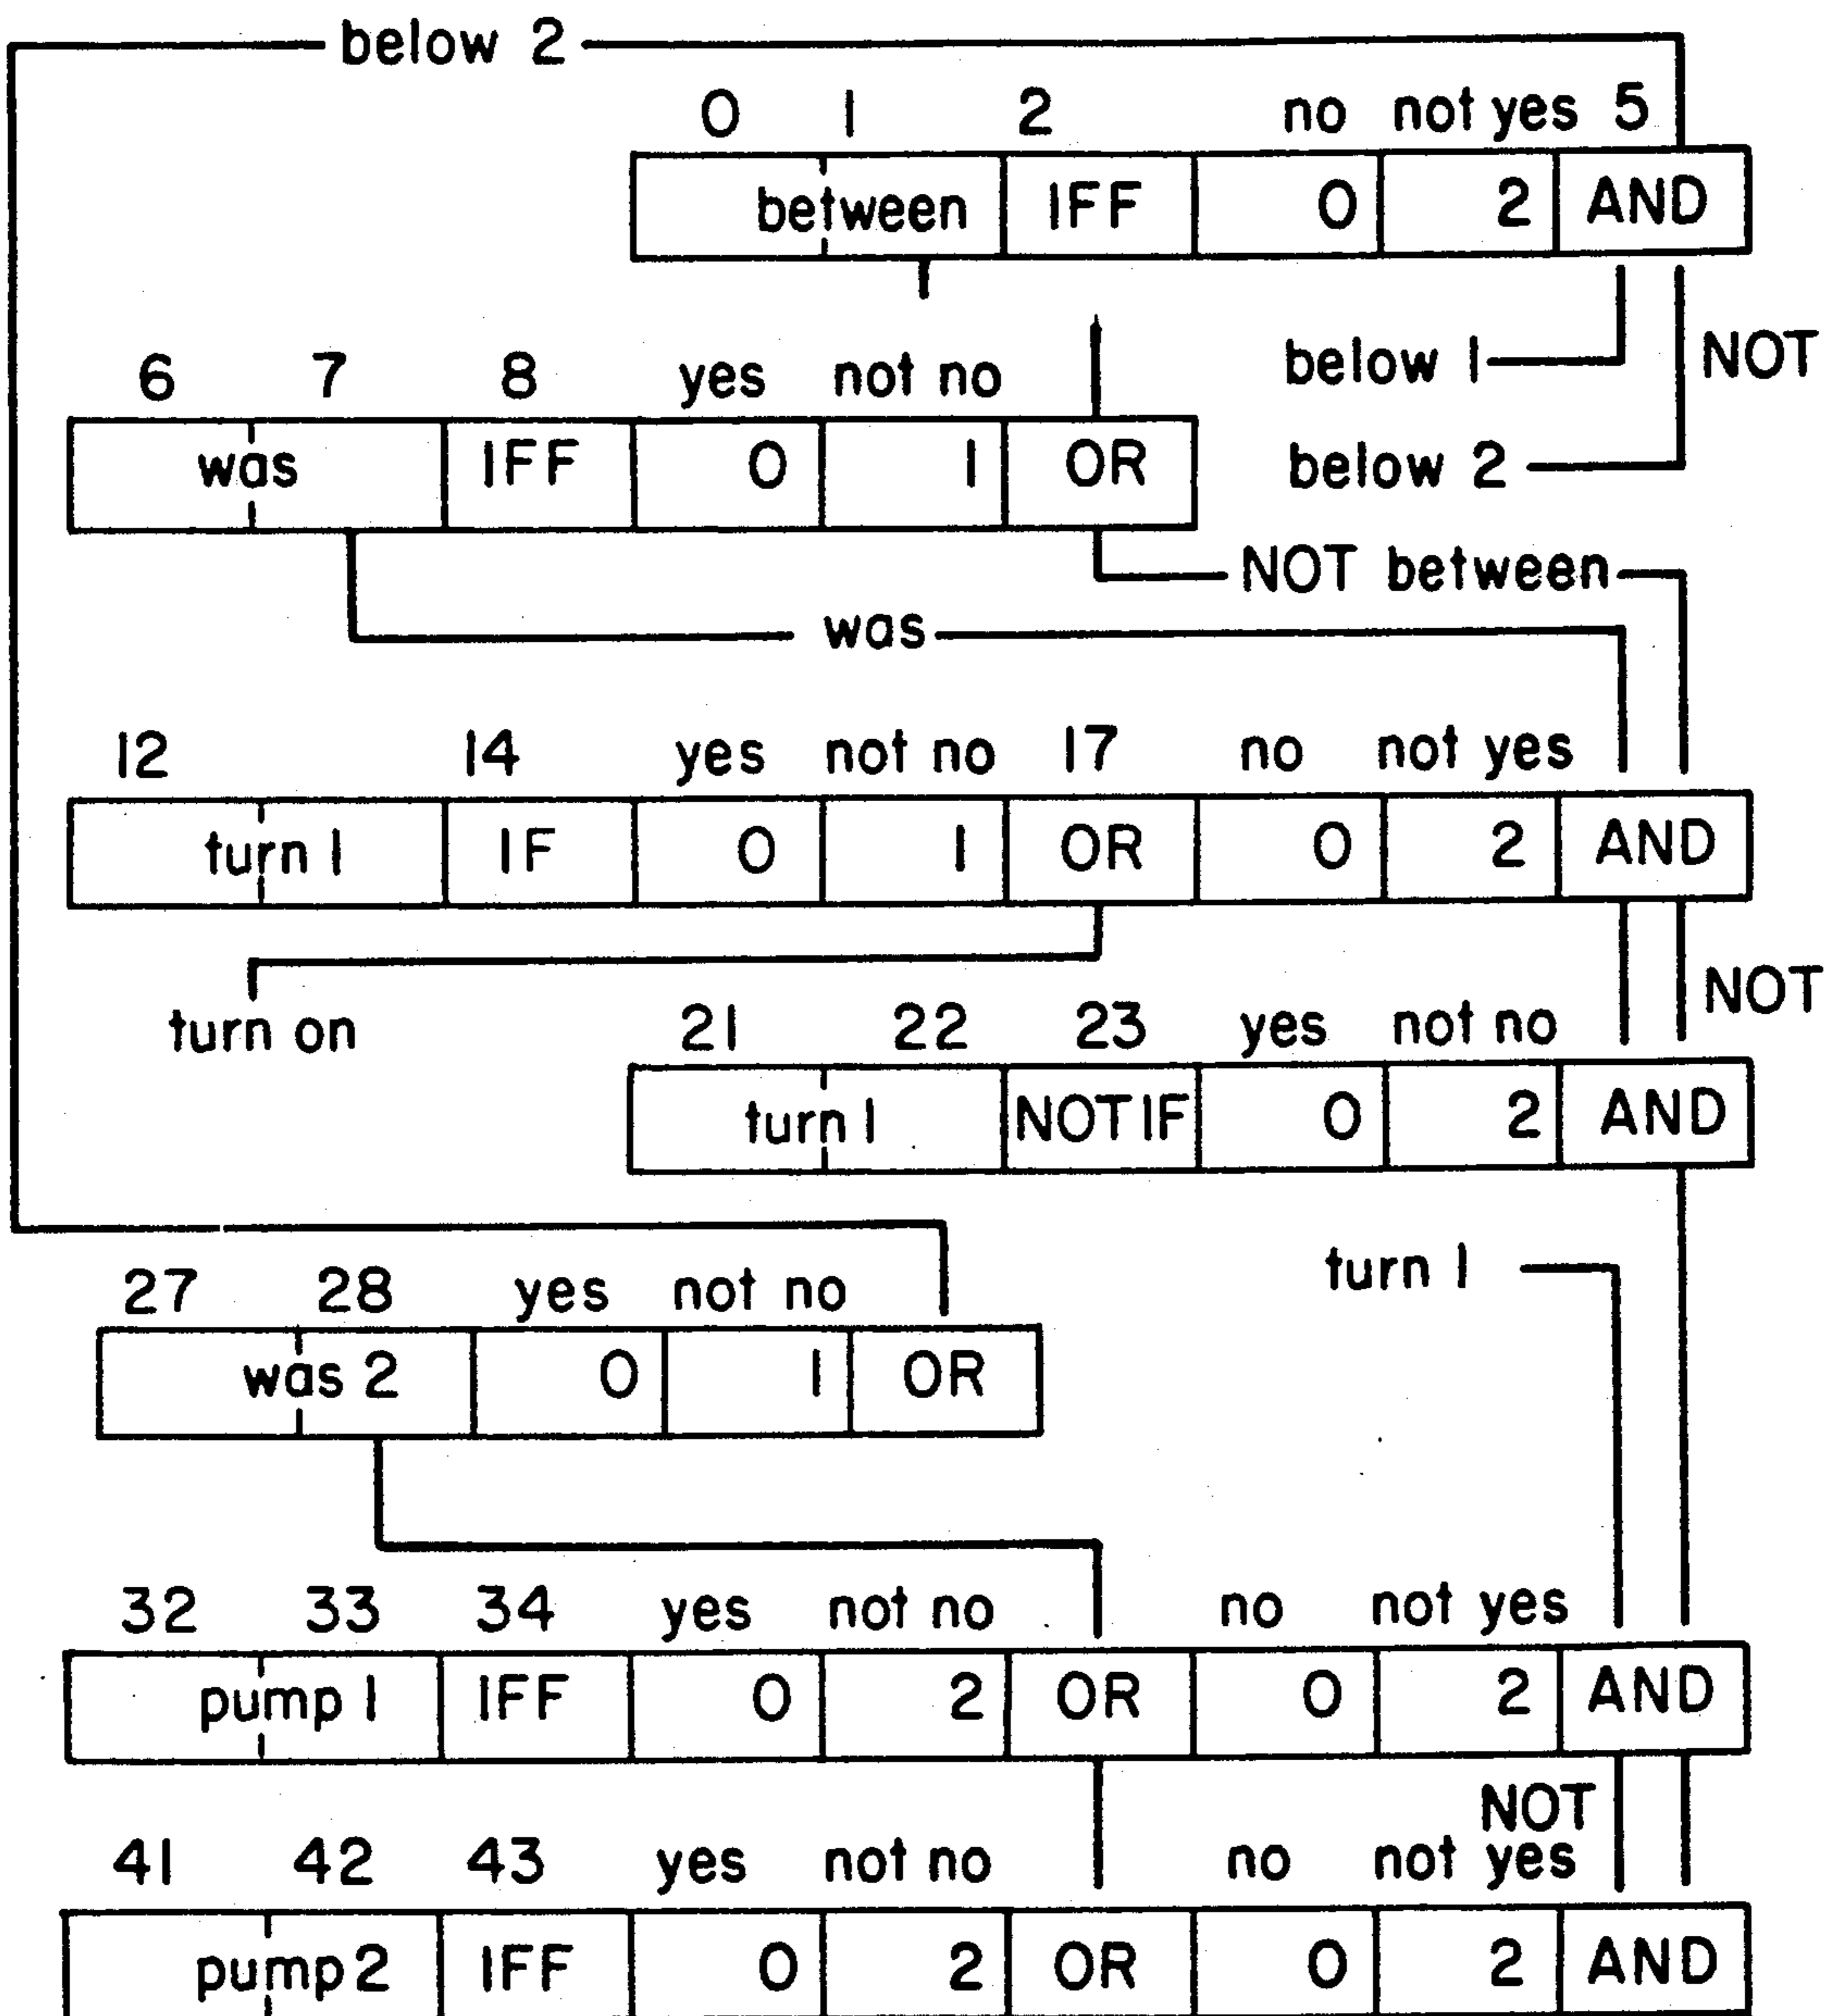 below 2
0 1 2 no not yes 5
between IFF 0 2 AND
below 1 NOT
6 7 8 yes not no
was IFF 0 1 OR
below 2
NOT between
was
12 14 yes not no 17 no not yes
turn 1 IF 0 1 OR 0 2 AND
NOT
turn on
21 22 23 yes not no
turn 1 NOTIF 0 2 AND
turn 1
27 28 yes not no
was 2 0 1 OR
32 33 34 yes not no no not yes
pump 1 IFF 0 2 OR 0 2 AND
NOT
41 42 43 yes not no no not yes
pump 2 IFF 0 2 OR 0 2 AND